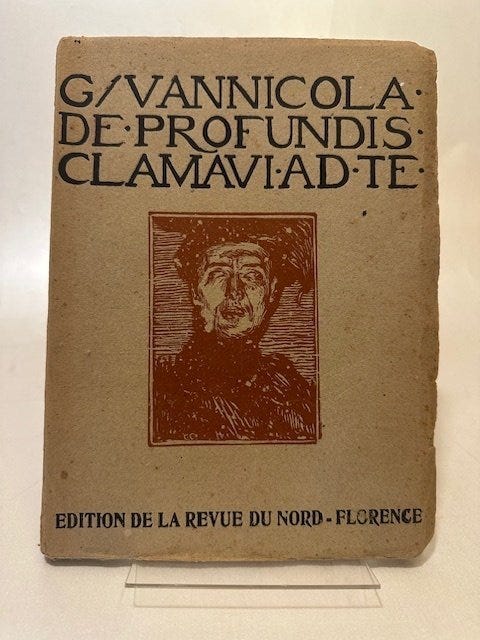 G/VANNICOLA·
DE·PROFUNDIS·
CLAMAVI·AD·TE·
EDITION DE LA REVUE DU NORD - FLORENCE